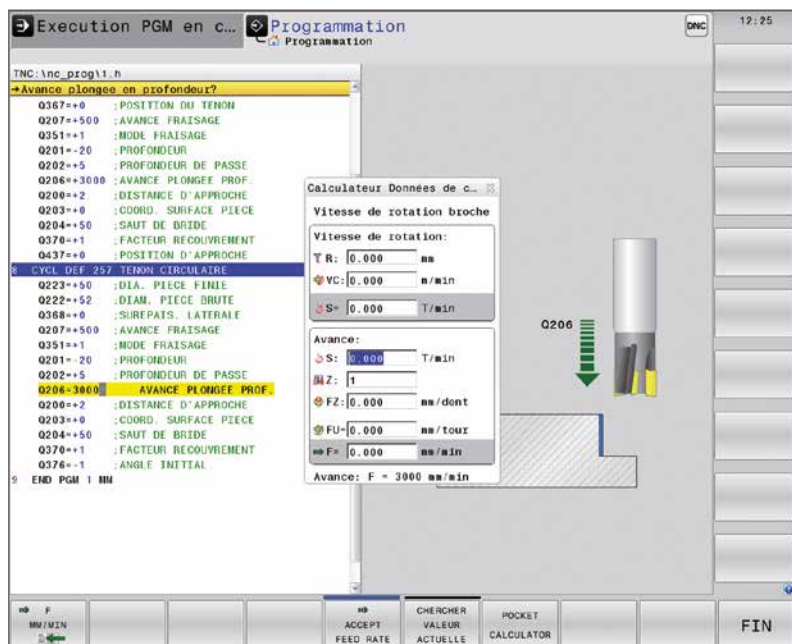 Execution PGM en c...
Programmation
Programmation
DNC
12:25
TNC:\nc_prog\1.h
→Avance plongee en profondeur?
Q367=+0 ;POSITION DU TENON
Q207=+500 ;AVANCE FRAISAGE
Q351=+1 ;MODE FRAISAGE
Q201=-20 ;PROFONDEUR
Q202=+5 ;PROFONDEUR DE PASSE
Q206=+3000 ;AVANCE PLONGEE PROF.
Q200=+2 ;DISTANCE D'APPROCHE
Q203=+0 ;COORD. SURFACE PIECE
Q204=+50 ;SAUT DE BRIDE
Q370=+1 ;FACTEUR RECOUVREMENT
Q437=+0 ;POSITION D'APPROCHE
8 CYCL DEF 257 TENON CIRCULAIRE
Q223=+50 ;DIA. PIECE FINIE
Q222=+52 ;DIAM. PIECE BRUTE
Q368=+0 ;SUREPAIS. LATERALE
Q207=+500 ;AVANCE FRAISAGE
Q351=+1 ;MODE FRAISAGE
Q201=-20 ;PROFONDEUR
Q202=+5 ;PROFONDEUR DE PASSE
Q206=3000 AVANCE PLONGEE PROF.
Q200=+2 ;DISTANCE D'APPROCHE
Q203=+0 ;COORD. SURFACE PIECE
Q204=+50 ;SAUT DE BRIDE
Q370=+1 ;FACTEUR RECOUVREMENT
Q376=-1 ;ANGLE INITIAL
9 END PGM 1 MM
Calculateur Données de c...
Vitesse de rotation broche
Vitesse de rotation:
R: 0.000 mm
VC: 0.000 m/min
S= 0.000 T/min
Avance:
S: 0.000 T/min
Z: 1
FZ: 0.000 mm/dent
FU= 0.000 mm/tour
F= 0.000 mm/min
Avance: F = 3000 mm/min
Q206
F
MM/MIN
ACCEPT
FEED RATE
CHERCHER
VALEUR
ACTUELLE
POCKET
CALCULATOR
FIN